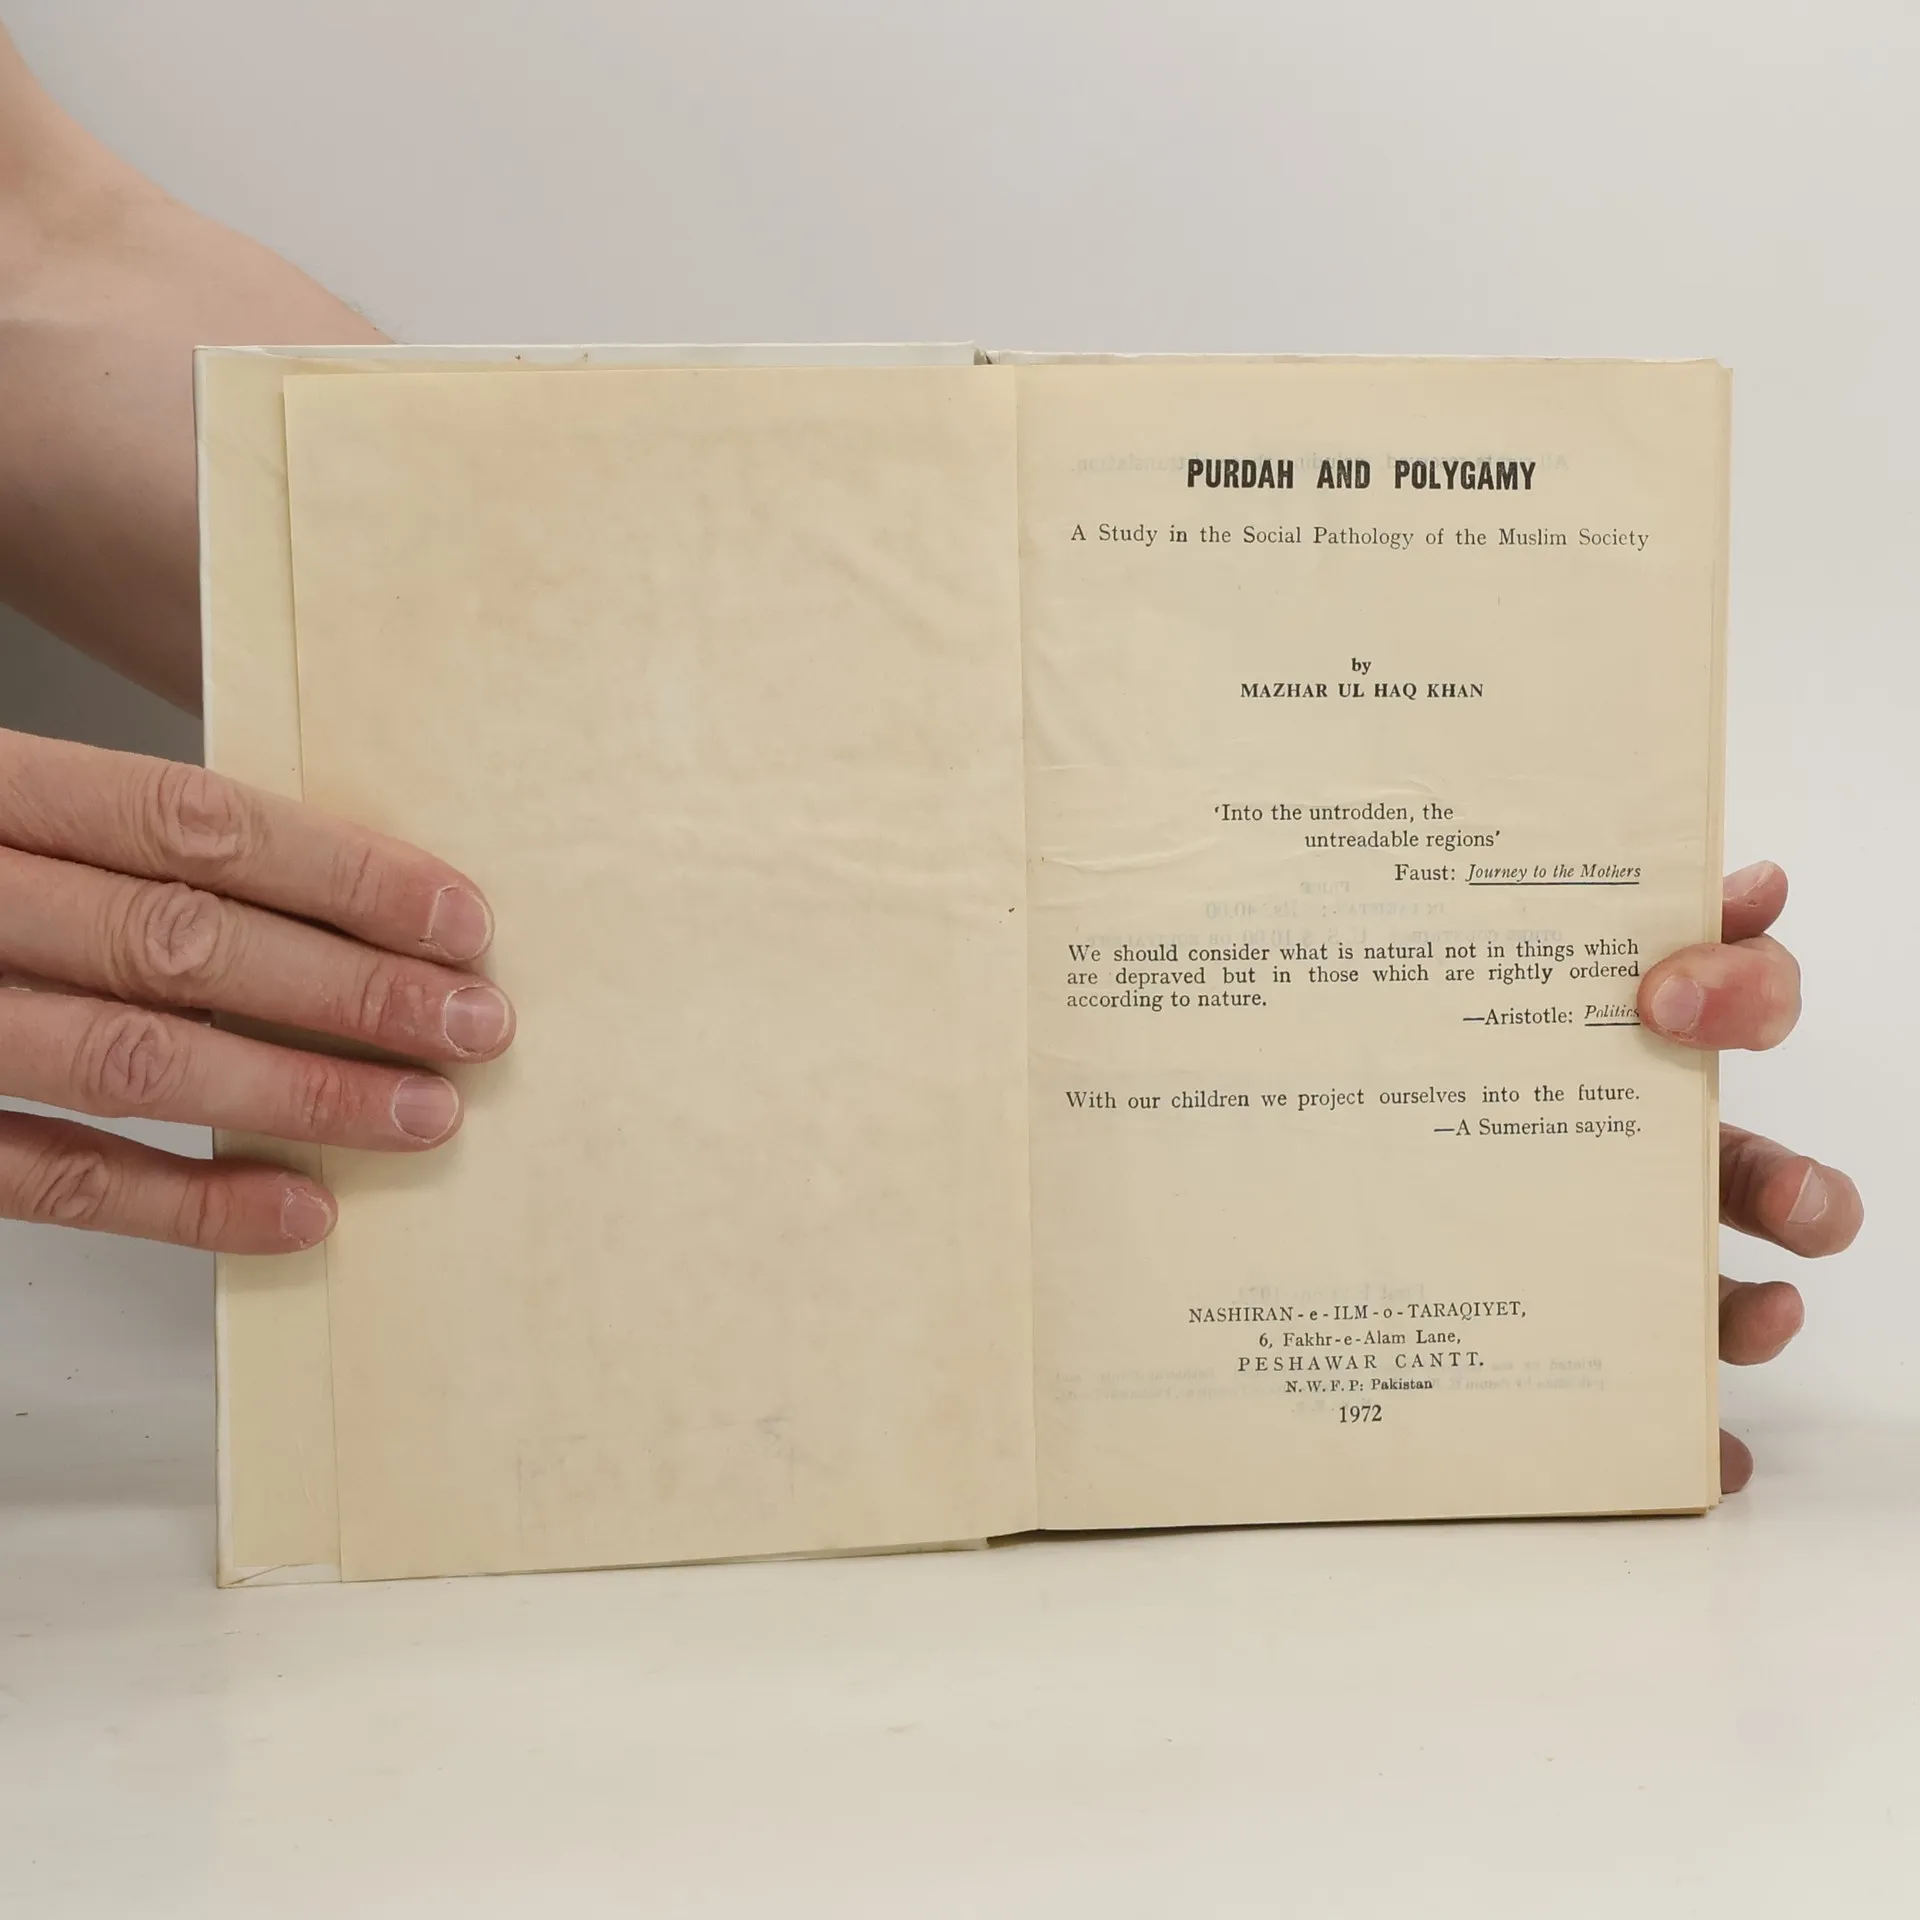 PURDAH AND POLYGAMY
A Study in the Social Pathology of the Muslim Society
by
MAZHAR UL HAQ KHAN
‘Into the untrodden, the
untreadable regions’
Faust: Journey to the Mothers
We should consider what is natural not in things which
are depraved but in those which are rightly ordered
according to nature.
—Aristotle: Politics
With our children we project ourselves into the future.
—A Sumerian saying.
NASHIRAN-e-ILM-o-TARAQIYET,
6, Fakhr-e-Alam Lane,
PESHAWAR CANTT.
N.W.F.P: Pakistan
1972